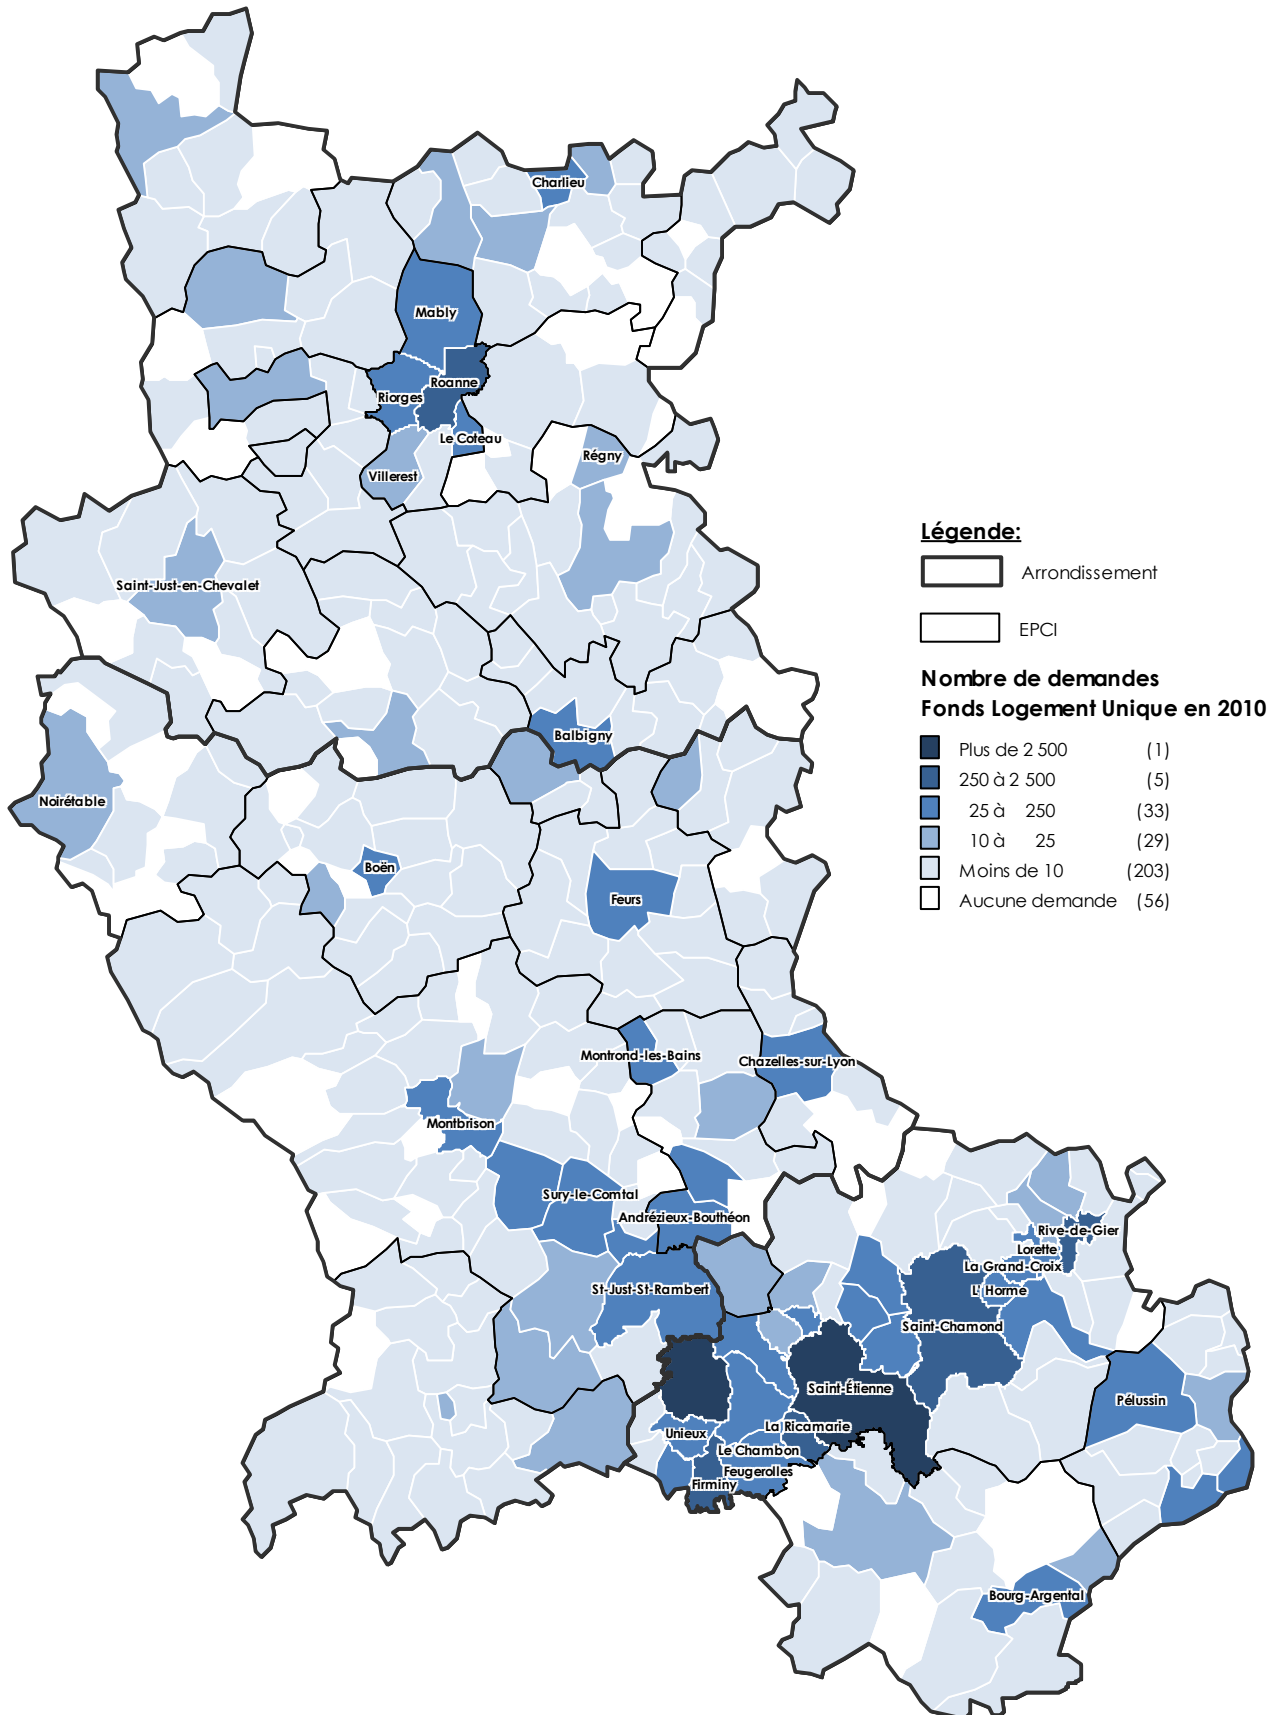 Charlieu
Mably
Roanne
Riorges
Le Coteau
Régny
Villerest
Saint-Just-en-Chevalet
Balbigny
Noirétable
Boën
Feurs
Montrond-les-Bains
Chazelles-sur-Lyon
Montbrison
Sury-le-Comtal
Andrézieux-Bouthéon
Rive-de-Gier
Lorette
La Grand-Croix
L'Horme
St-Just-St-Rambert
Saint-Chamond
Saint-Étienne
Pélussin
La Ricamarie
Unieux
Le Chambon
Feugerolles
Firminy
Bourg-Argental
Légende:
Arrondissement
EPCI
Nombre de demandes
Fonds Logement Unique en 2010
Plus de 2 500 (1)
250 à 2 500 (5)
25 à 250 (33)
10 à 25 (29)
Moins de 10 (203)
Aucune demande (56)